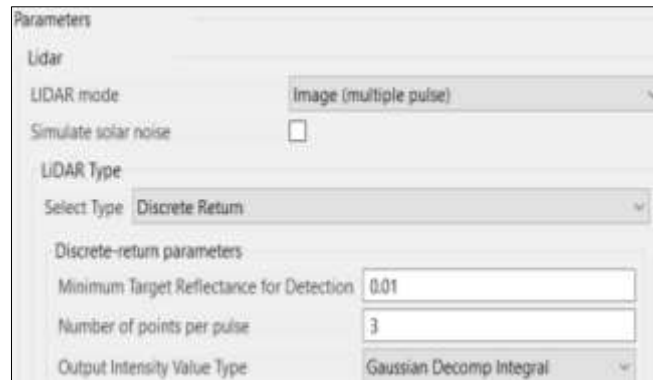 Parameters
Lidar
LIDAR mode Image (multiple pulse)
Simulate solar noise
LiDAR Type
Select Type Discrete Return
Discrete-return parameters
Minimum Target Reflectance for Detection 0.01
Number of points per pulse 3
Output Intensity Value Type Gaussian Decomp Integral